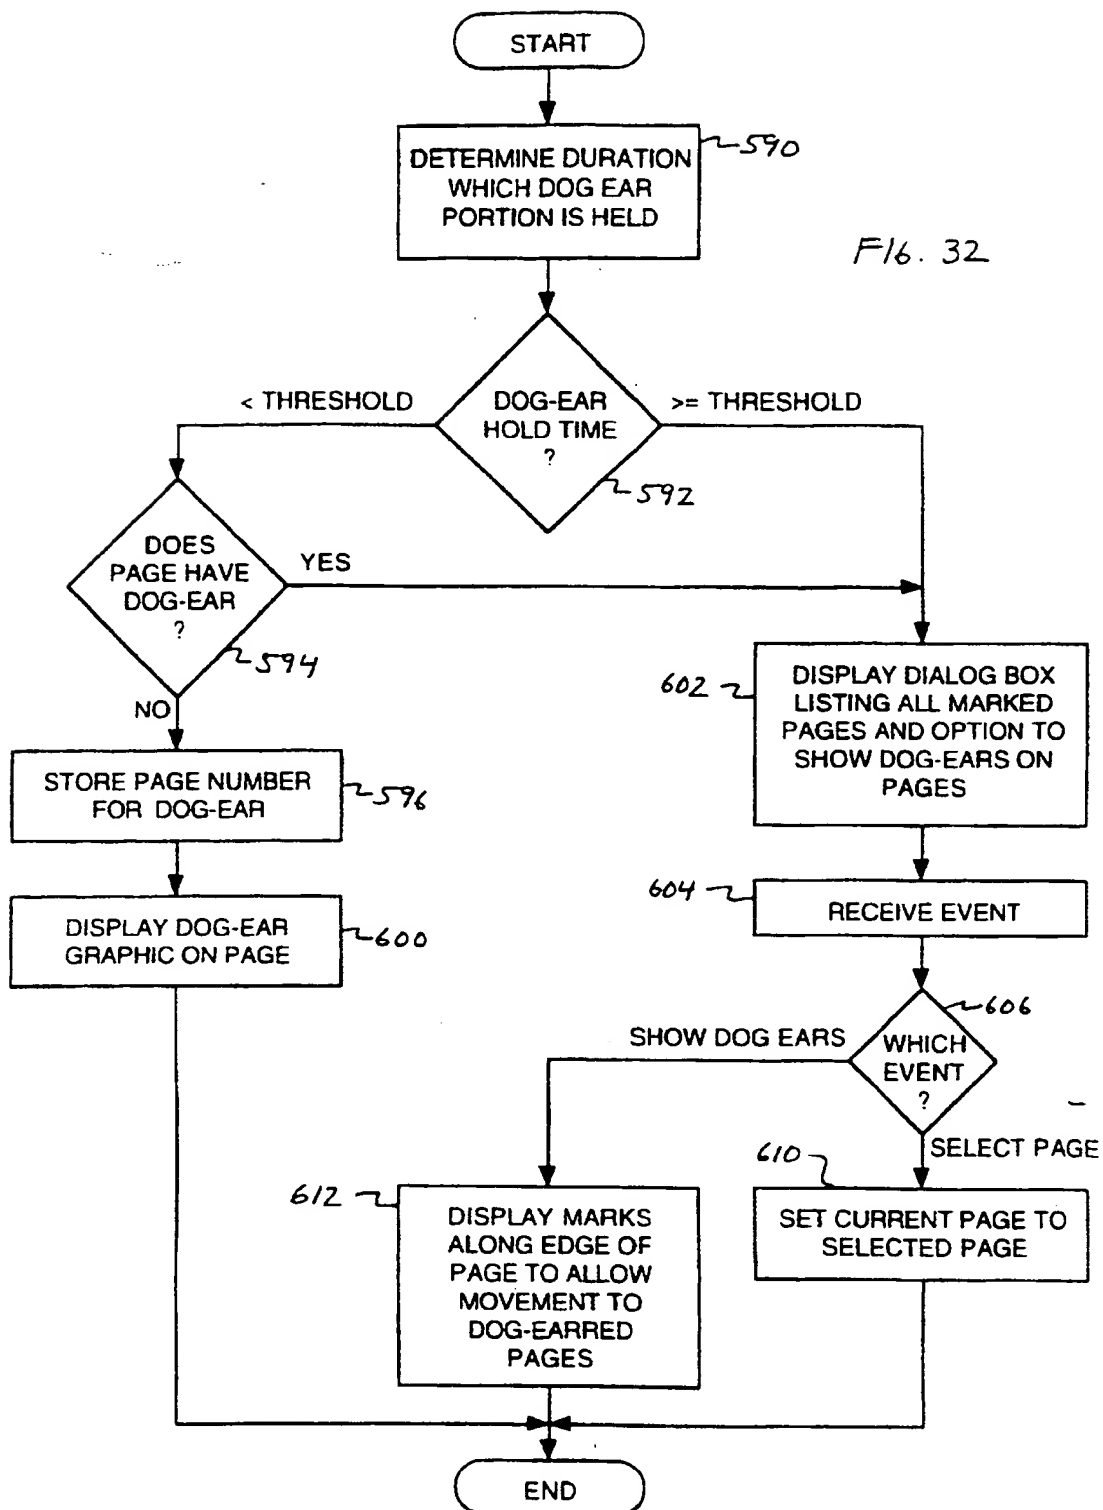 START
DETERMINE DURATION
WHICH DOG EAR
PORTION IS HELD
590
FIG. 32
DOG-EAR
HOLD TIME
?
592
< THRESHOLD
>= THRESHOLD
DOES
PAGE HAVE
DOG-EAR
?
594
YES
NO
STORE PAGE NUMBER
FOR DOG-EAR
596
DISPLAY DOG-EAR
GRAPHIC ON PAGE
600
602
DISPLAY DIALOG BOX
LISTING ALL MARKED
PAGES AND OPTION TO
SHOW DOG-EARS ON
PAGES
604
RECEIVE EVENT
606
WHICH
EVENT
?
SHOW DOG EARS
SELECT PAGE
610
SET CURRENT PAGE TO
SELECTED PAGE
612
DISPLAY MARKS
ALONG EDGE OF
PAGE TO ALLOW
MOVEMENT TO
DOG-EARRED
PAGES
END